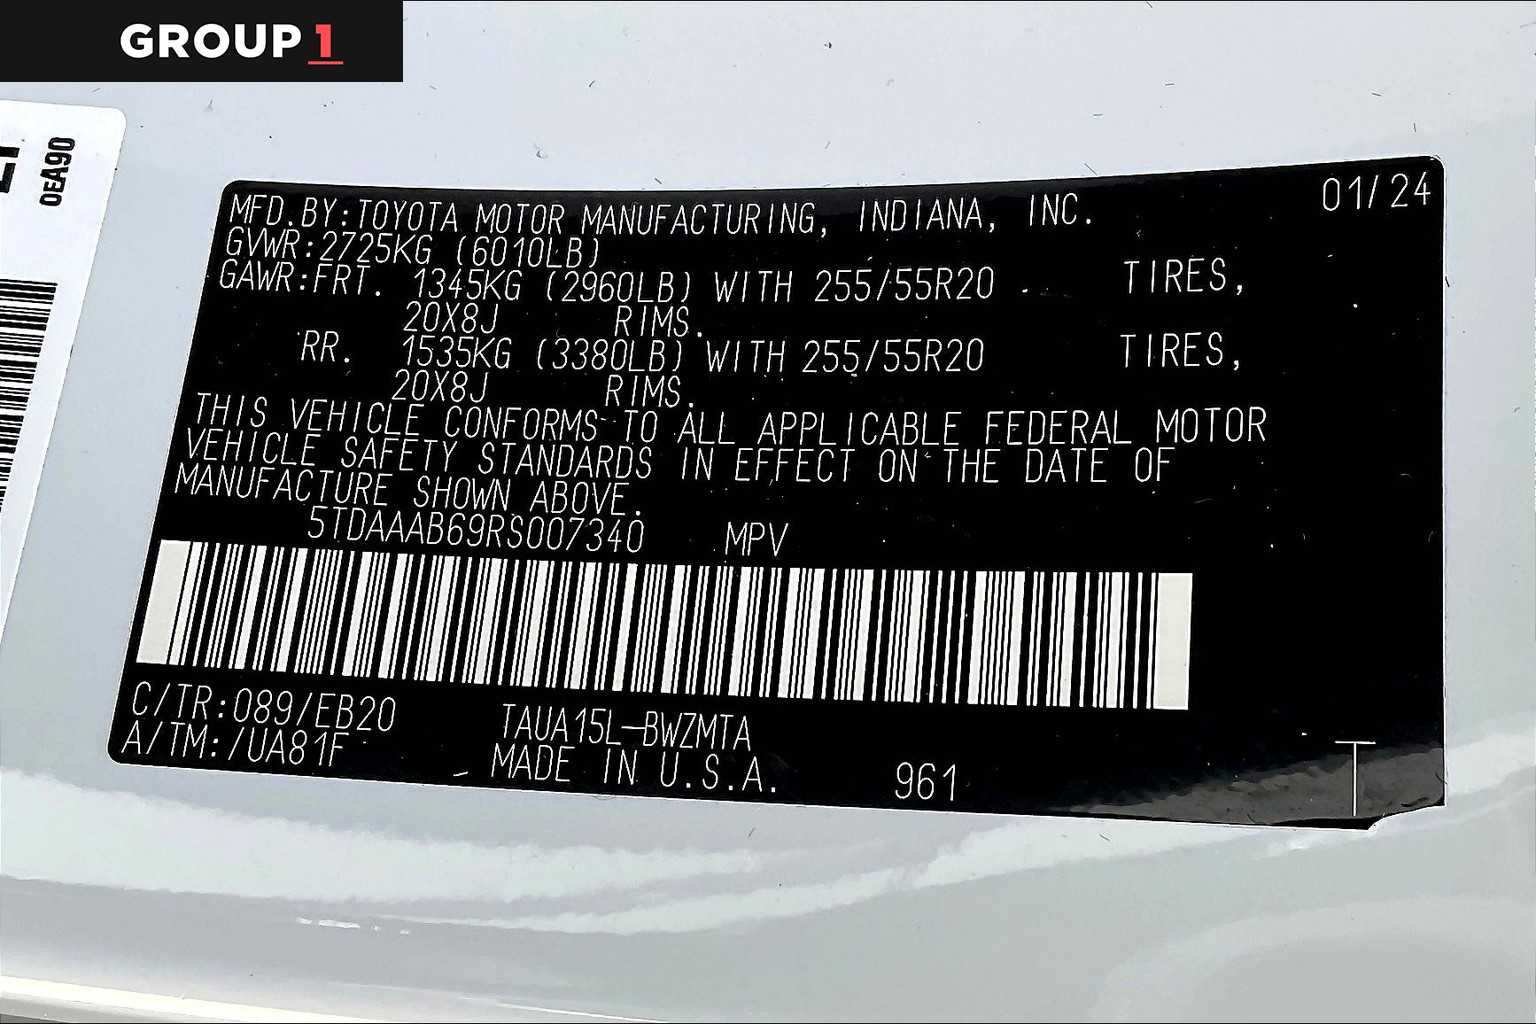 GROUP 1
0EA90
MFD.BY:TOYOTA MOTOR MANUFACTURING, INDIANA, INC. 01/24
GVWR:2725KG (6010LB)
GAWR:FRT. 1345KG (2960LB) WITH 255/55R20 TIRES,
20X8J RIMS.
RR. 1535KG (3380LB) WITH 255/55R20 TIRES,
20X8J RIMS.
THIS VEHICLE CONFORMS TO ALL APPLICABLE FEDERAL MOTOR
VEHICLE SAFETY STANDARDS IN EFFECT ON THE DATE OF
MANUFACTURE SHOWN ABOVE.
5TDAAAB69RS007340 MPV
C/TR:089/EB20 TAUA15L-BWZMTA
A/TM:/UA81F MADE IN U.S.A. 961